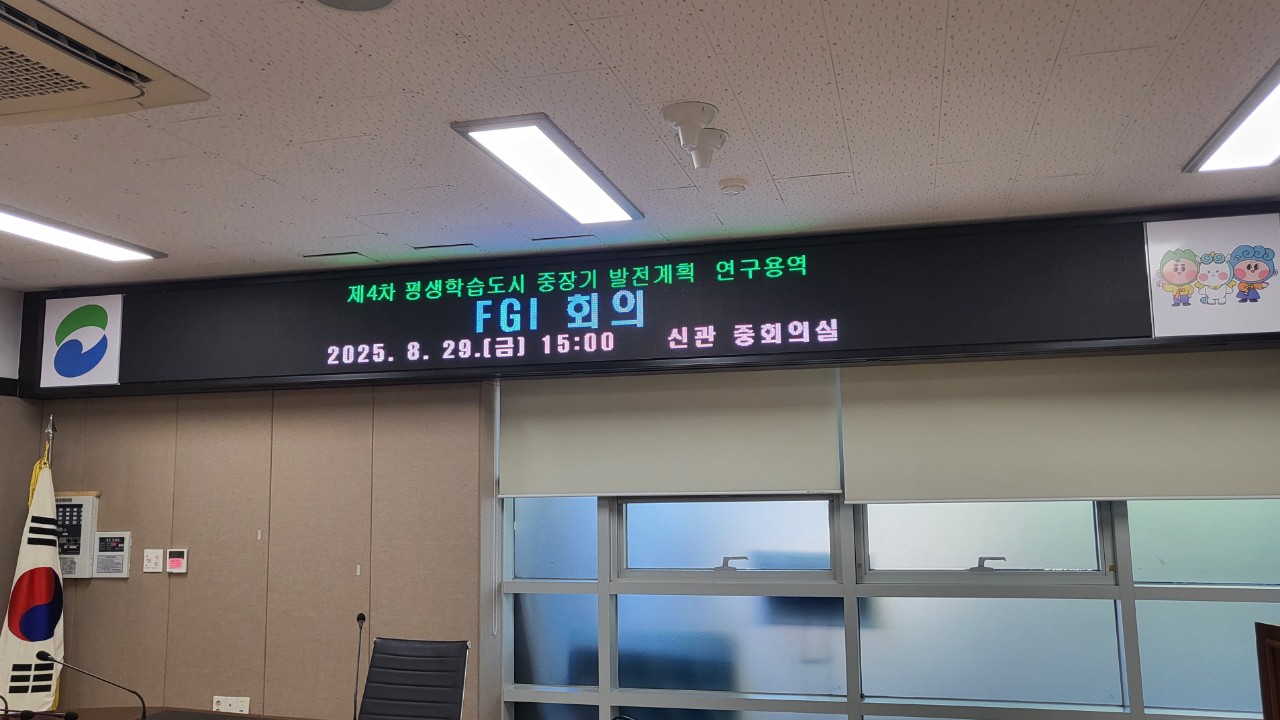 제4차 평생학습도시 중장기 발전계획 연구용역
FGI 회의
2025. 8. 29.(금) 15:00 신관 중회의실